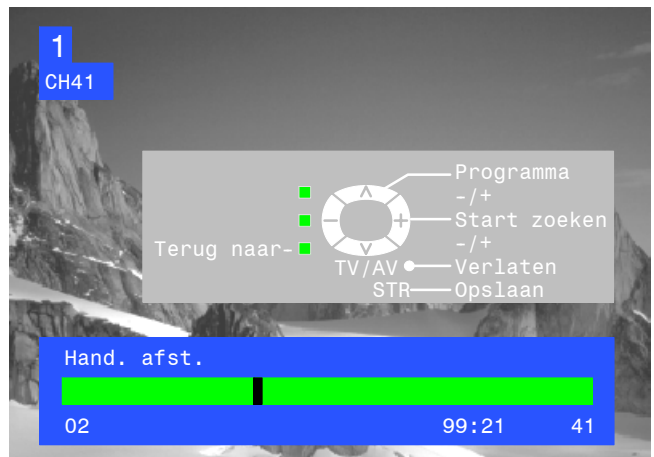 1
CH41
Programma
-/+
Start zoeken
-/+
Terug naar-
TV/AV Verlaten
STR Opslaan
Hand. afst.
02 99:21 41